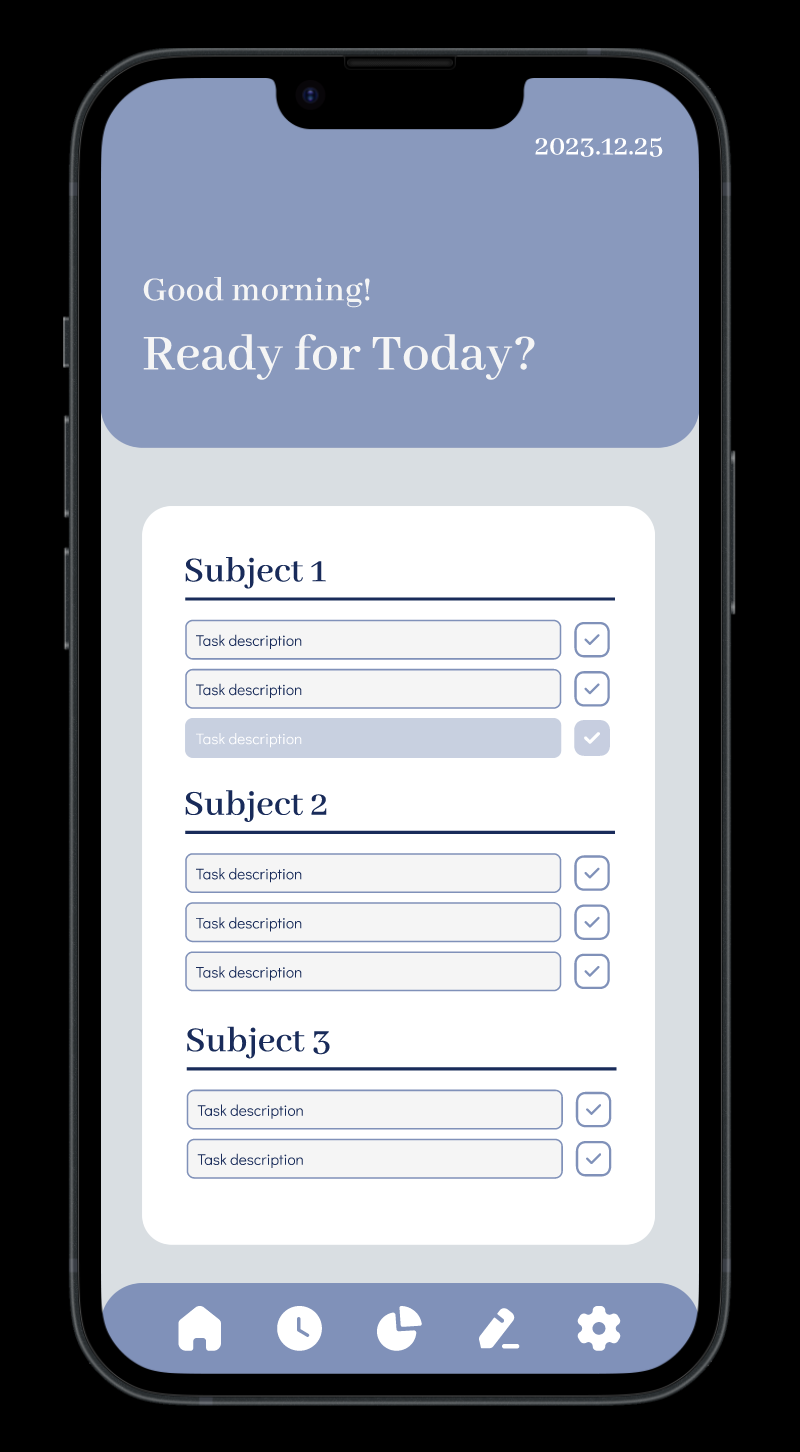 2023.12.25
Good morning!
Ready for Today?
Subject 1
Task description
Task description
Task description
Subject 2
Task description
Task description
Task description
Subject 3
Task description
Task description